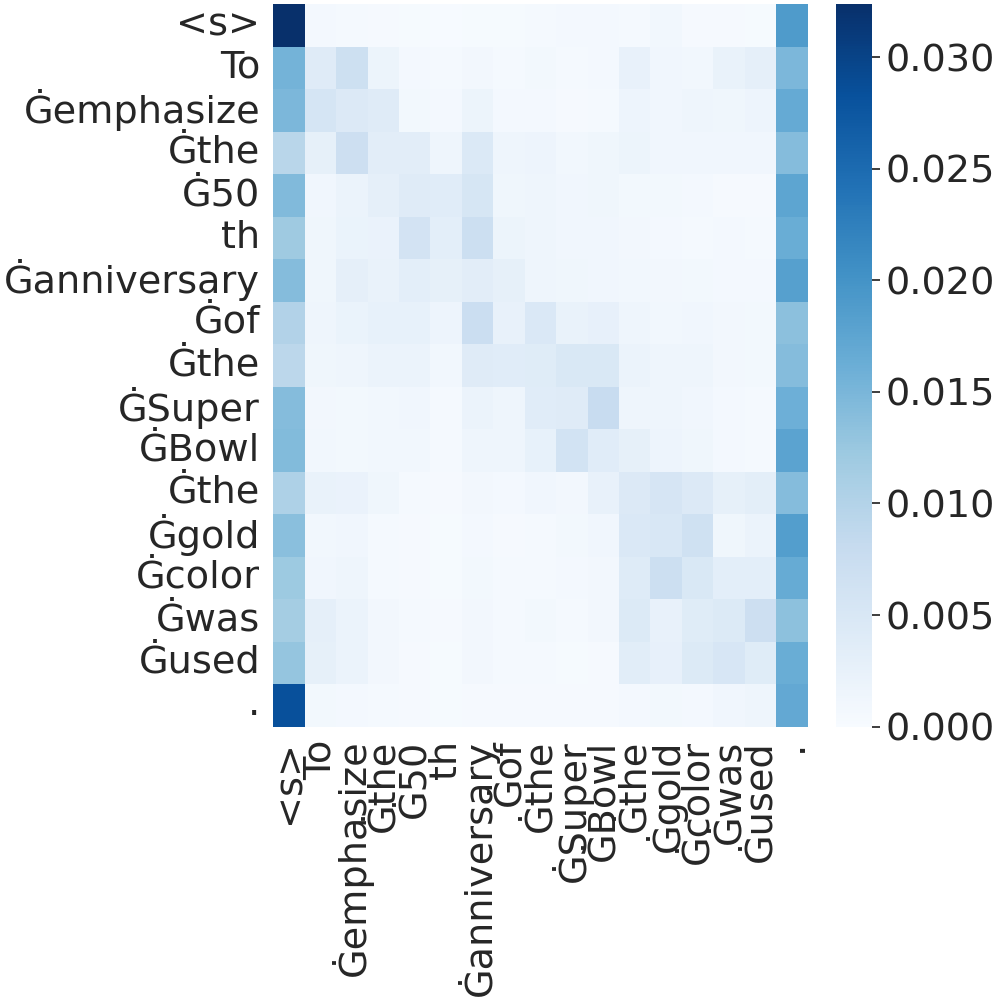 <s>
To
Ġemphasize
Ġthe
Ġ50
th
Ġanniversary
Ġof
Ġthe
ĠSuper
ĠBowl
Ġthe
Ġgold
Ġcolor
Ġwas
Ġused
.
0.030
0.025
0.020
0.015
0.010
0.005
0.000
<s>
To
Ġemphasize
Ġthe
Ġ50
th
Ġanniversary
Ġof
Ġthe
ĠSuper
ĠBowl
Ġthe
Ġgold
Ġcolor
Ġwas
Ġused
.